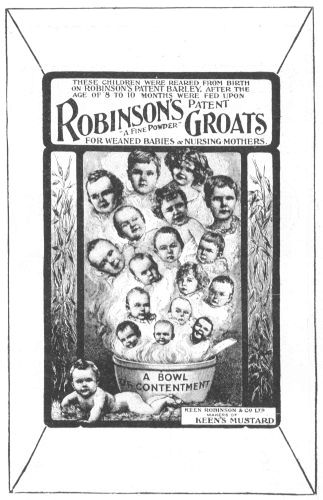 THESE CHILDREN WERE REARED FROM BIRTH
ON ROBINSON'S PATENT BARLEY, AFTER THE
AGE OF 8 TO 10 MONTHS WERE FED UPON
ROBINSON'S PATENT
"A FINE POWDER" GROATS
FOR WEANED BABIES & NURSING MOTHERS.
A BOWL
OF CONTENTMENT
KEEN ROBINSON & CO LTD
MAKERS OF
KEEN'S MUSTARD